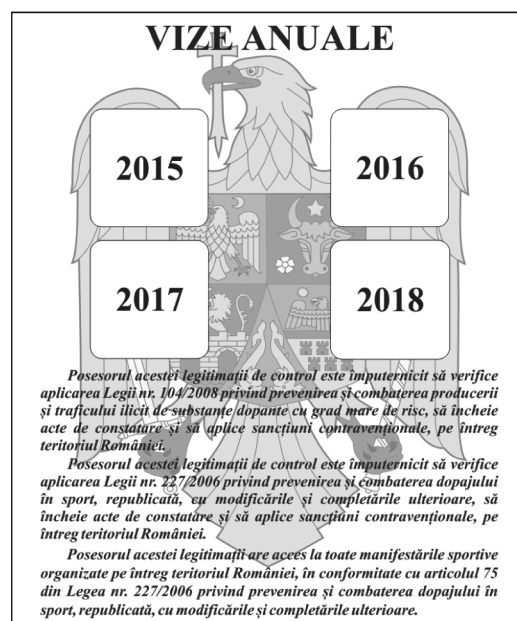 VIZE ANUALE
2015 2016
2017 2018
Posesorul acestei legitimații de control este împuternicit să verifice
aplicarea Legii nr. 104/2008 privind prevenirea și combaterea producerii
și traficului ilicit de substanțe dopante cu grad mare de risc, să încheie
acte de constatare și să aplice sancțiuni contravenționale, pe întreg
teritoriul României.
Posesorul acestei legitimații de control este împuternicit să verifice
aplicarea Legii nr. 227/2006 privind prevenirea și combaterea dopajului
în sport, republicată, cu modificările și completările ulterioare, să
încheie acte de constatare și să aplice sancțiuni contravenționale, pe
întreg teritoriul României.
Posesorul acestei legitimații are acces la toate manifestările sportive
organizate pe întreg teritoriul României, în conformitate cu articolul 75
din Legea nr. 227/2006 privind prevenirea și combaterea dopajului în
sport, republicată, cu modificările și completările ulterioare.